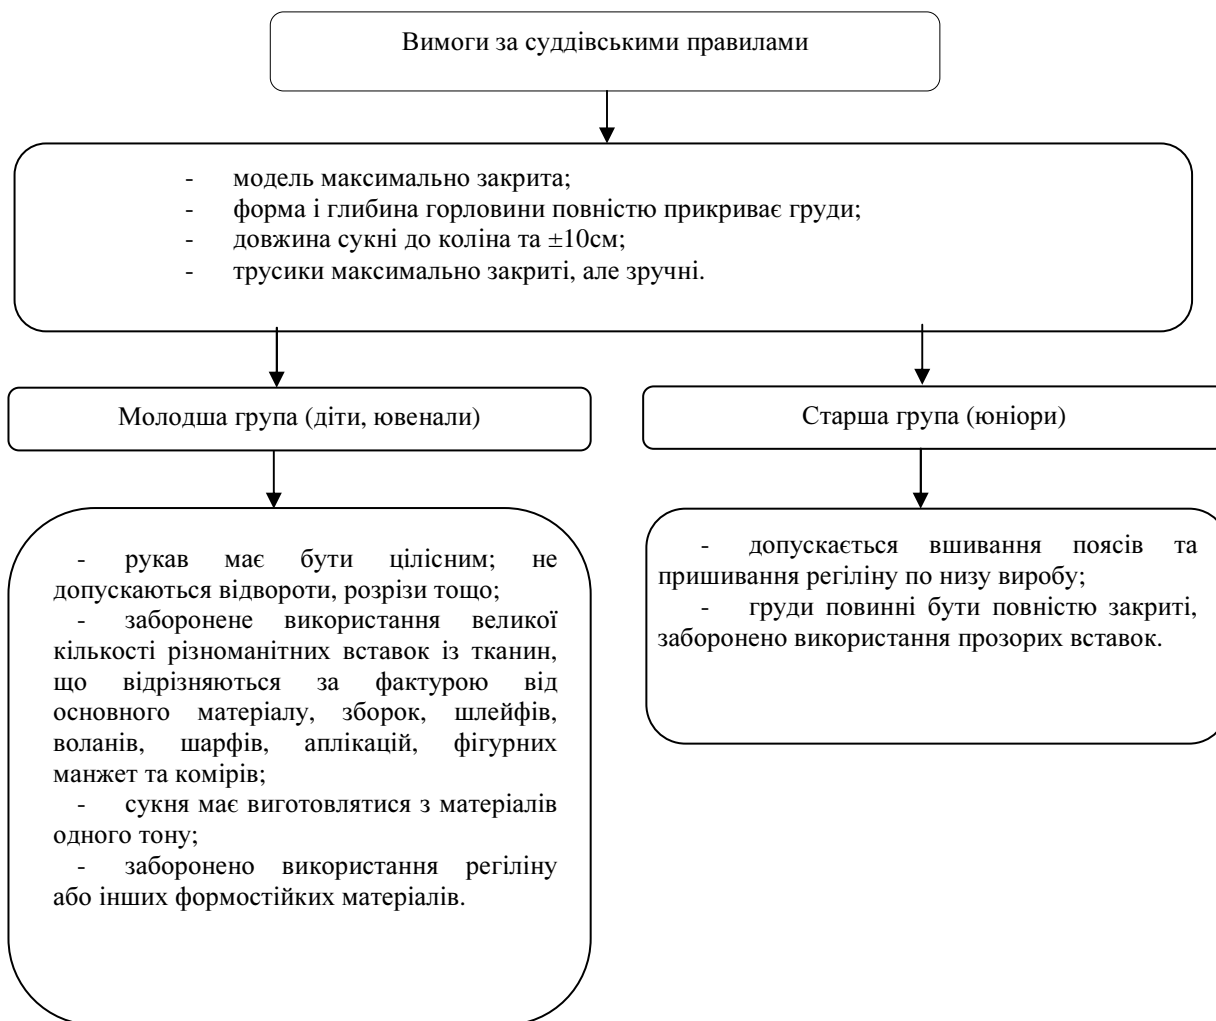 Вимоги за суддівськими правилами
- модель максимально закрита;
- форма і глибина горловини повністю прикриває груди;
- довжина сукні до коліна та ±10см;
- трусики максимально закриті, але зручні.
Молодша група (діти, ювенали)
Старша група (юніори)
- рукав має бути цілісним; не
допускаються відвороти, розрізи тощо;
- заборонене використання великої
кількості різноманітних вставок із тканин,
що відрізняються за фактурою від
основного матеріалу, зборок, шлейфів,
воланів, шарфів, аплікацій, фігурних
манжет та комірів;
- сукня має виготовлятися з матеріалів
одного тону;
- заборонено використання регіліну
або інших формостійких матеріалів.
- допускається вшивання поясів та
пришивання регіліну по низу виробу;
- груди повинні бути повністю закриті,
заборонено використання прозорих вставок.